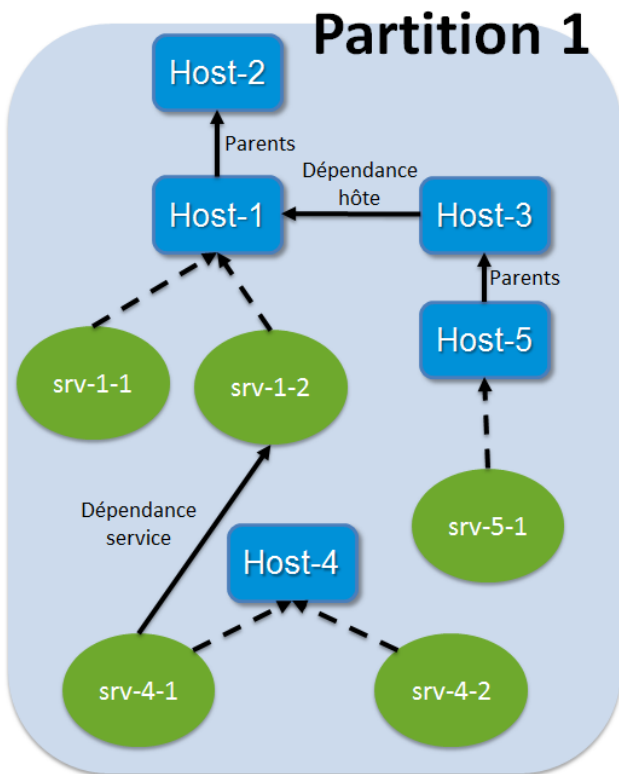 Partition 1
Host-2
Parents
Dépendance
hôte
Host-1
Host-3
Parents
Host-5
srv-1-1
srv-1-2
Dépendance
service
srv-5-1
Host-4
srv-4-1
srv-4-2